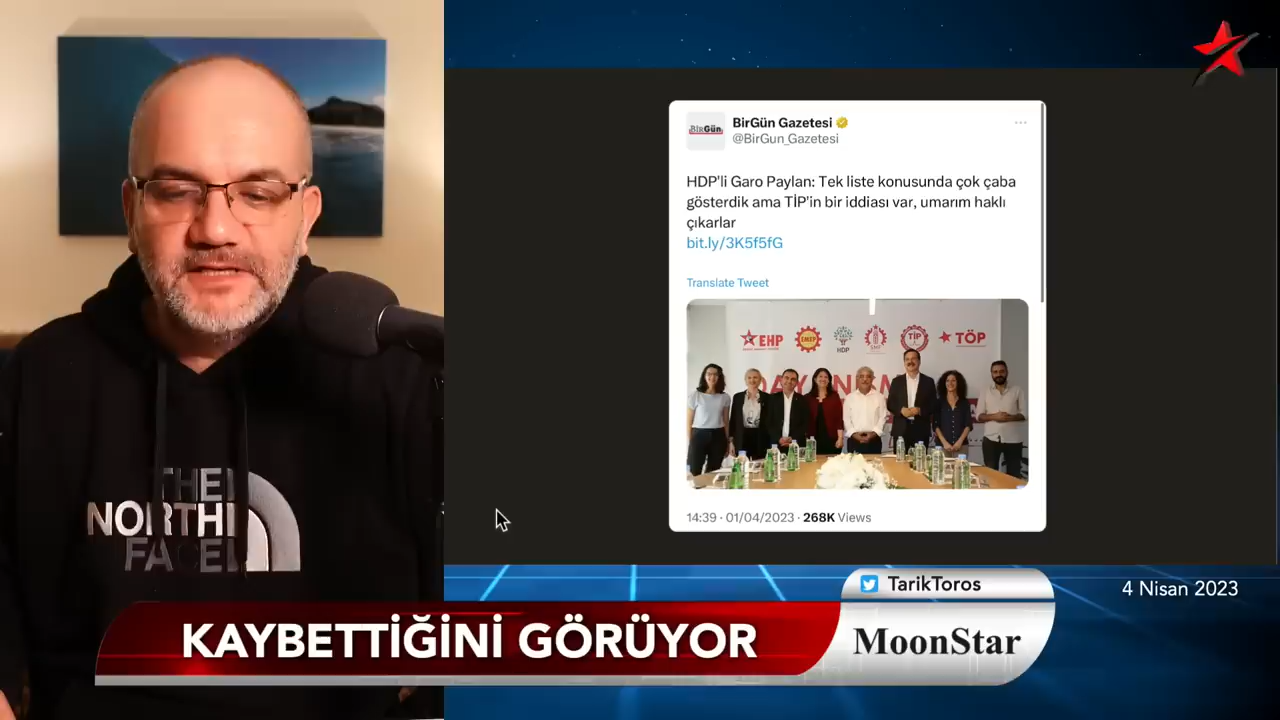 THE
NORTH
FACE
BİRGün
BirGün Gazetesi
@BirGun_Gazetesi
HDP'li Garo Paylan: Tek liste konusunda çok çaba
gösterdik ama TİP'in bir iddiası var, umarım haklı
çıkarlar
bit.ly/3K5f5fG
Translate Tweet
EHP
EMEP
HDP
TİP
TÖP
14:39 · 01/04/2023 · 268K Views
TarikToros
4 Nisan 2023
KAYBETTİĞİNİ GÖRÜYOR
MoonStar